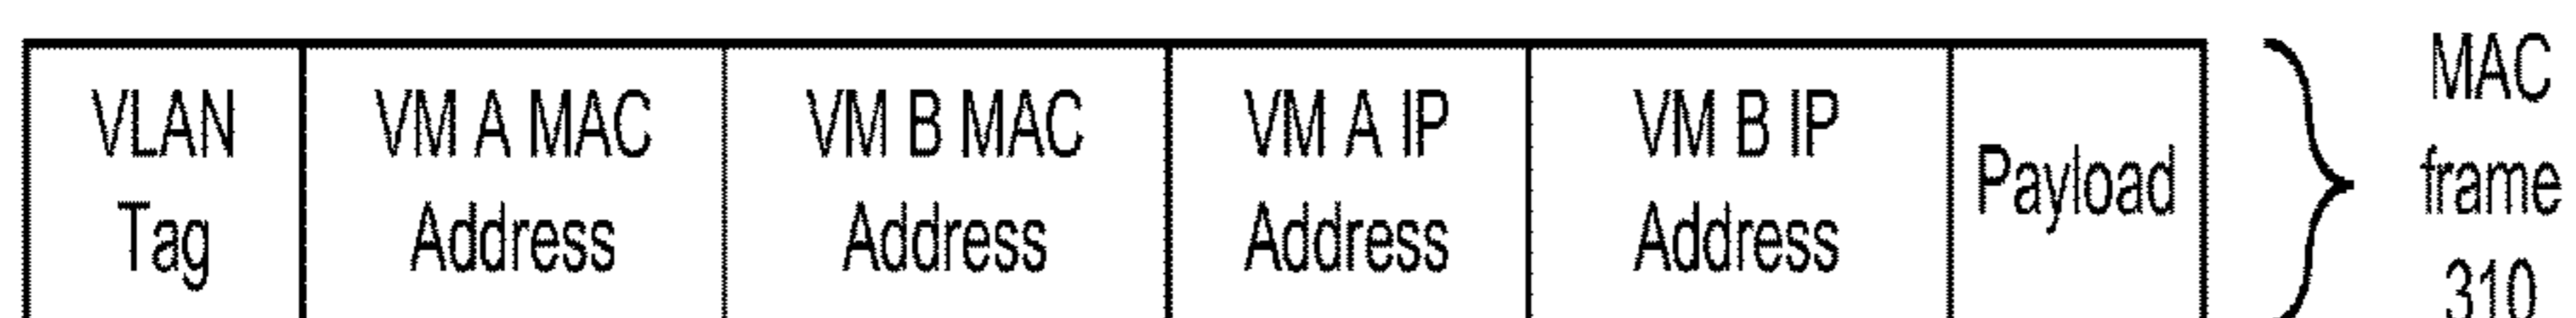 VLAN
Tag
VM A MAC
Address
VM B MAC
Address
VM A IP
Address
VM B IP
Address
Payload
MAC
frame
310